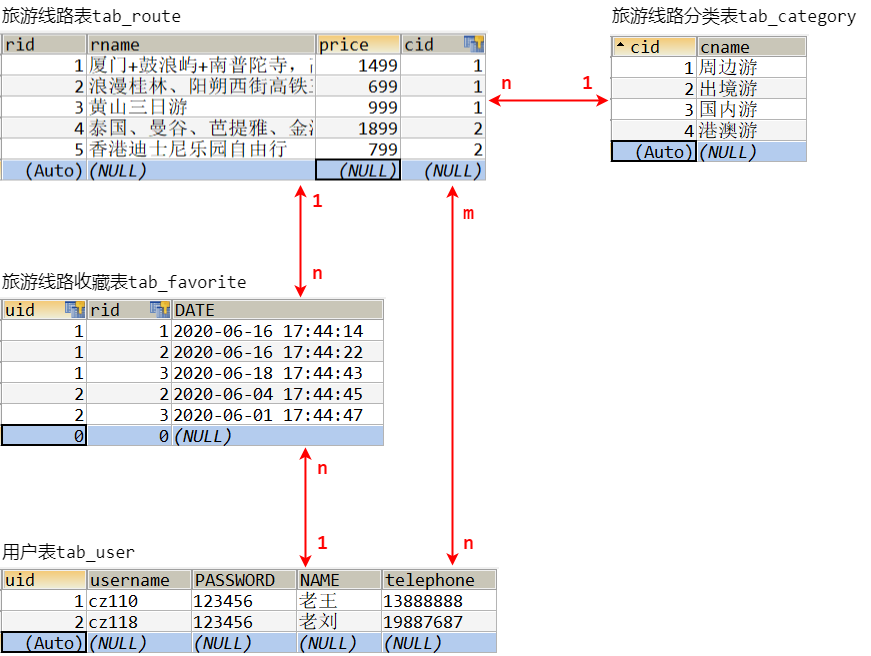 旅游线路表tab_route
rid rname price cid
1 厦门+鼓浪屿+南普陀寺, 1499 1
2 浪漫桂林、阳朔西街高铁 699 1
3 黄山三日游 999 1
4 泰国、曼谷、芭提雅、金 1899 2
5 香港迪士尼乐园自由行 799 2
(Auto) (NULL) (NULL) (NULL)
n 1
旅游线路分类表tab_category
cid cname
1 周边游
2 出境游
3 国内游
4 港澳游
(Auto) (NULL)
1
m
n
旅游线路收藏表tab_favorite
uid rid DATE
1 1 2020-06-16 17:44:14
1 2 2020-06-16 17:44:22
1 3 2020-06-18 17:44:43
2 2 2020-06-04 17:44:45
2 3 2020-06-01 17:44:47
0 0 (NULL)
n
1
n
用户表tab_user
uid username PASSWORD NAME telephone
1 cz110 123456 老王 13888888
2 cz118 123456 老刘 19887687
(Auto) (NULL) (NULL) (NULL) (NULL)